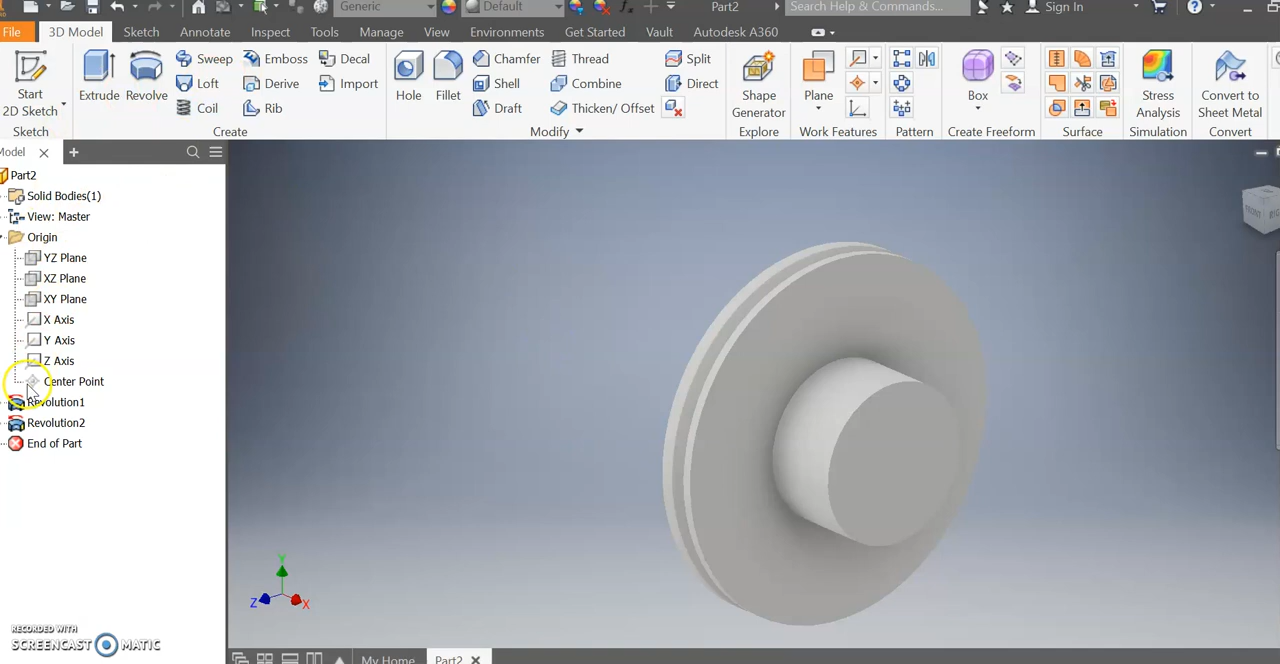 Generic Default Part2 Search Help & Commands... Sign In
File 3D Model Sketch Annotate Inspect Tools Manage View Environments Get Started Vault Autodesk A360
Start 2D Sketch
Extrude Revolve
Sweep Emboss
Loft Derive Import
Coil Rib
Hole Fillet
Chamfer Thread
Shell Combine
Draft Thicken/ Offset
Split
Direct
Shape Generator
Plane
Box
Stress Analysis
Convert to Sheet Metal
Sketch Create Modify Explore Work Features Pattern Create Freeform Surface Simulation Convert
Model
Part2
Solid Bodies(1)
View: Master
Origin
YZ Plane
XZ Plane
XY Plane
X Axis
Y Axis
Z Axis
Center Point
Revolution1
Revolution2
End of Part
FRONT
Y
Z X
RECORDED WITH
SCREENCAST MATIC
My Home Part2